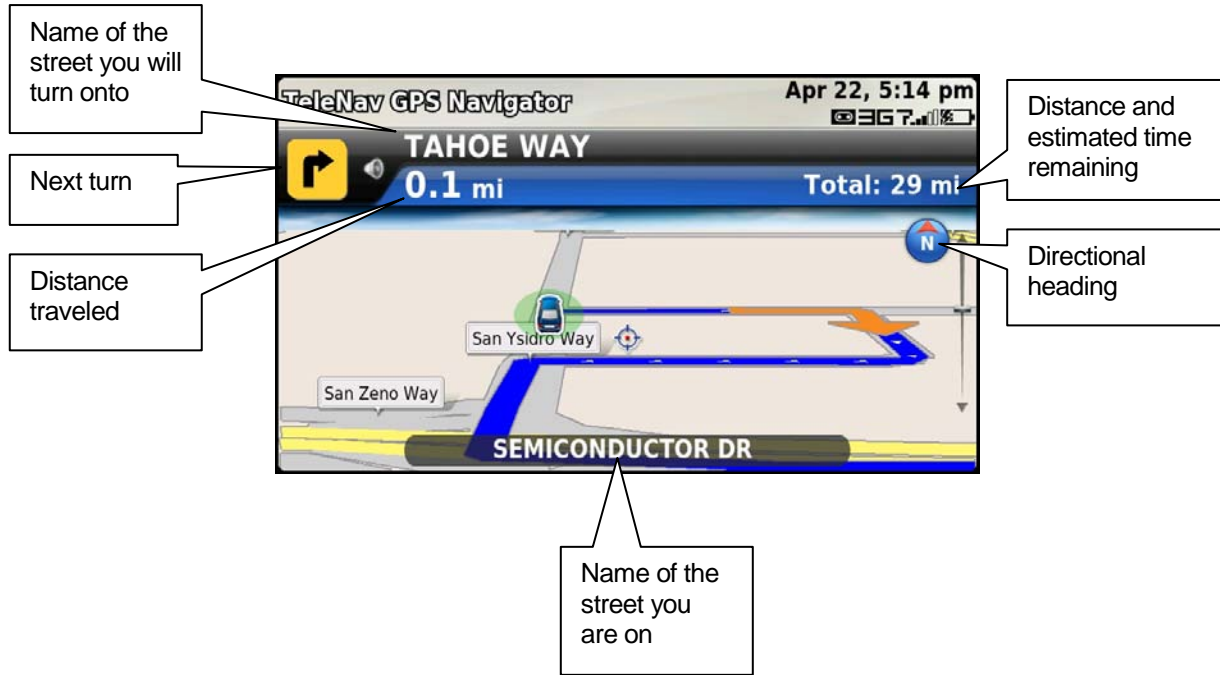 Name of the
street you will
turn onto
Next turn
Distance
traveled
TeleNav GPS Navigator
Apr 22, 5:14 pm
3G
TAHOE WAY
0.1 mi
Total: 29 mi
N
San Ysidro Way
San Zeno Way
SEMICONDUCTOR DR
Distance and
estimated time
remaining
Directional
heading
Name of the
street you
are on